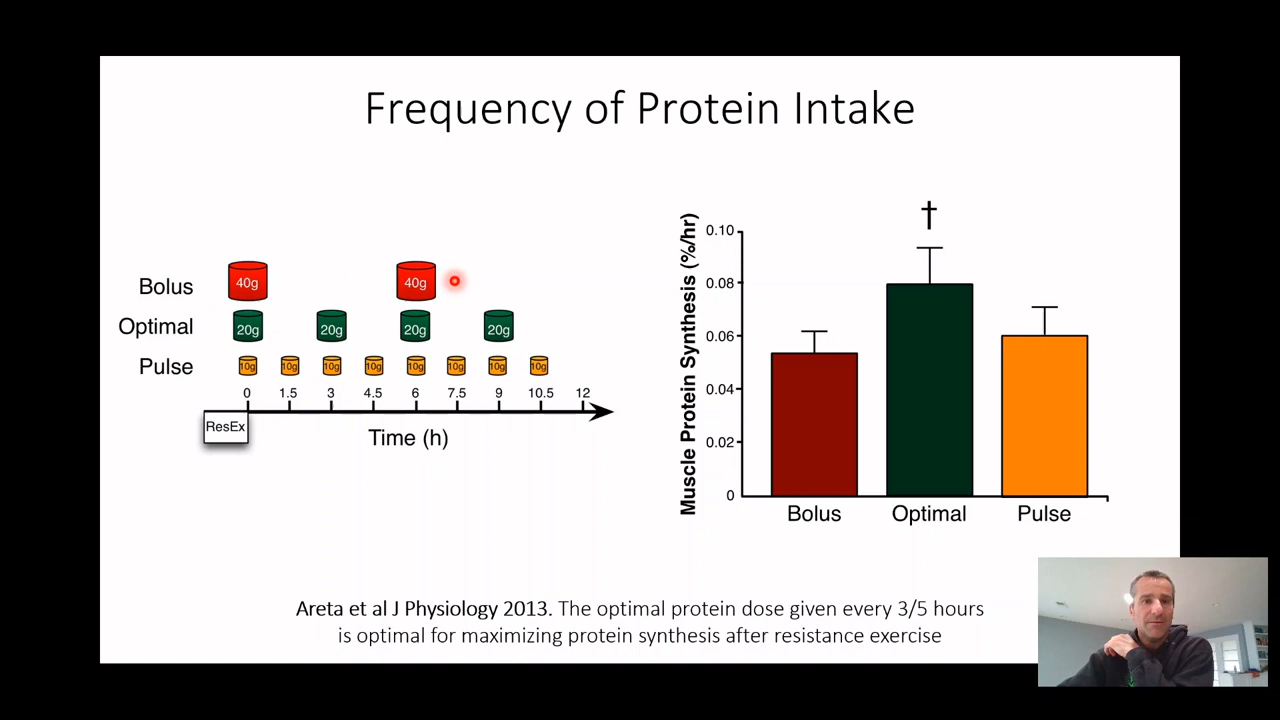 Frequency of Protein Intake
Bolus 40g 40g
Optimal 20g 20g 20g 20g
Pulse 10g 10g 10g 10g 10g 10g 10g 10g
0 1.5 3 4.5 6 7.5 9 10.5 12
ResEx
Time (h)
†
Muscle Protein Synthesis (%/hr)
0.10
0.08
0.06
0.04
0.02
0
Bolus Optimal Pulse
Areta et al J Physiology 2013. The optimal protein dose given every 3/5 hours
is optimal for maximizing protein synthesis after resistance exercise